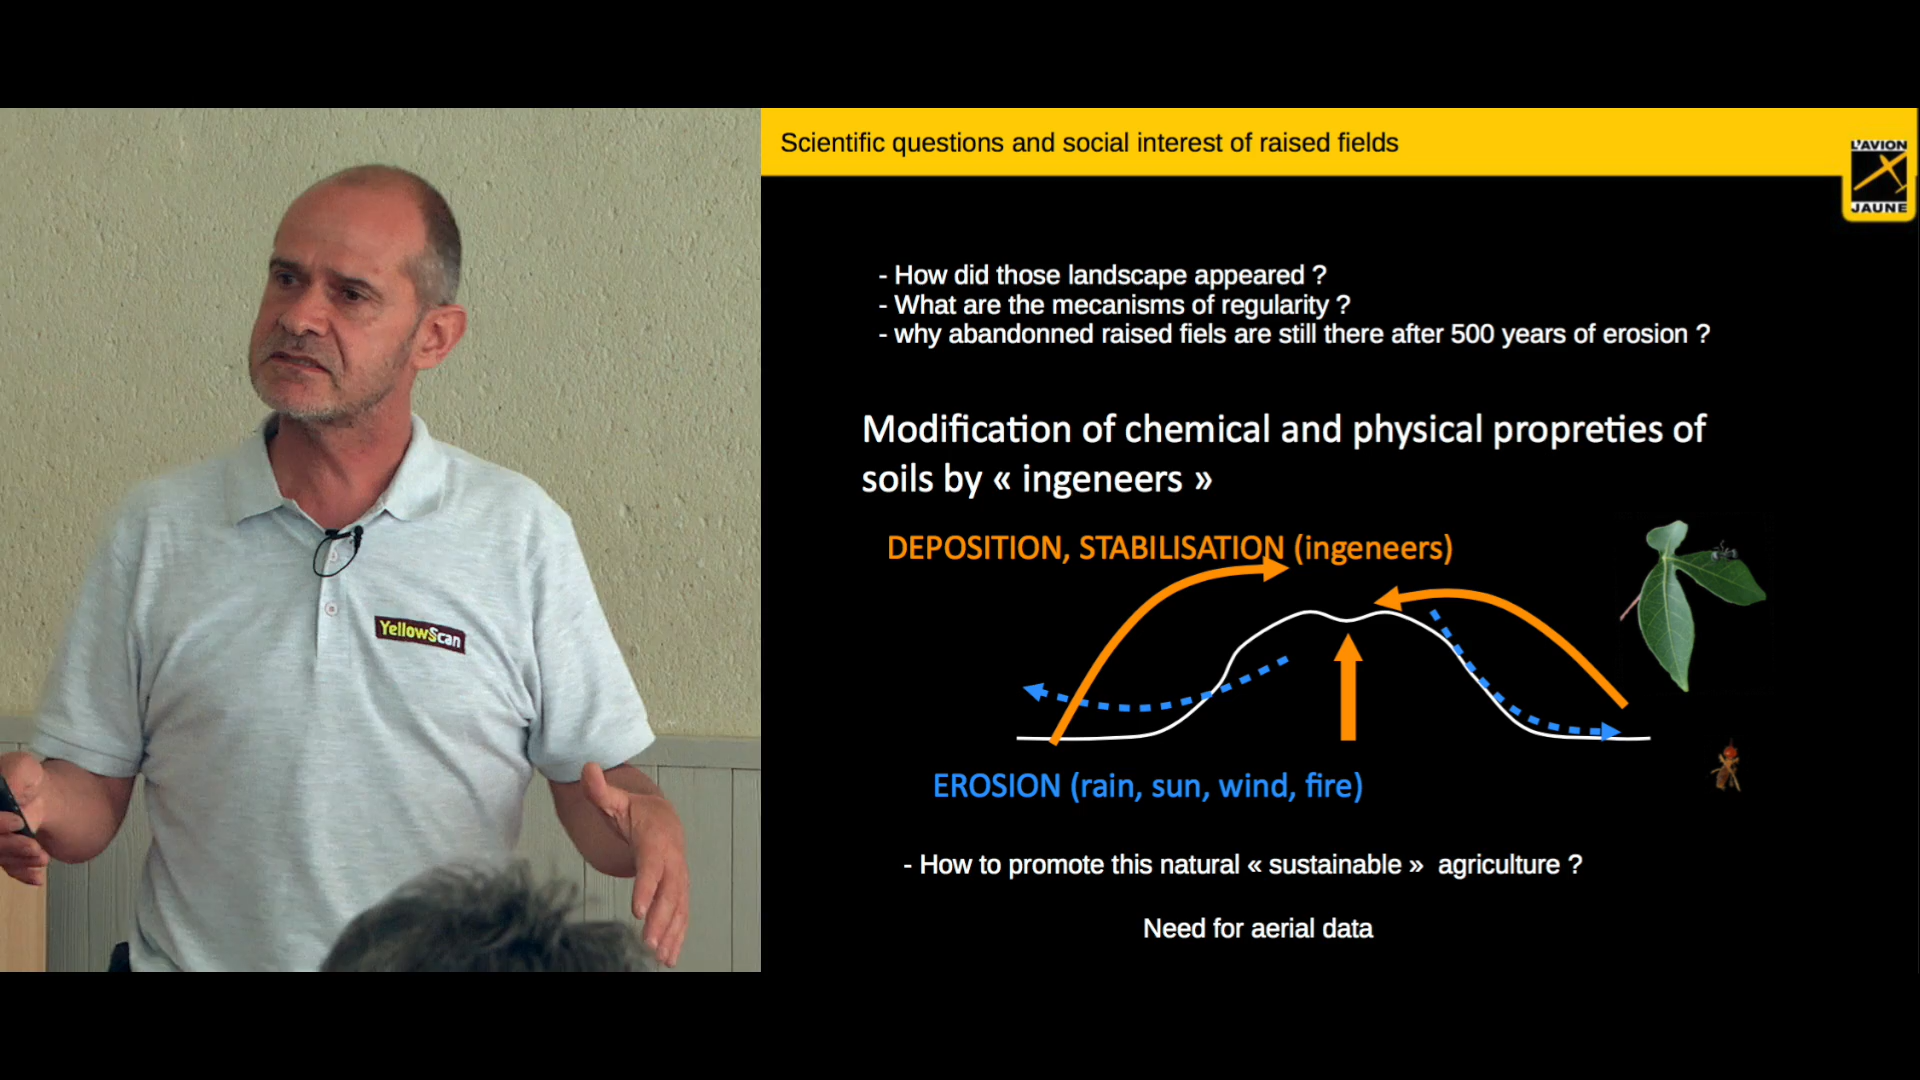 Scientific questions and social interest of raised fields
L'AVION
JAUNE
- How did those landscape appeared ?
- What are the mecanisms of regularity ?
- why abandonned raised fiels are still there after 500 years of erosion ?
Modification of chemical and physical propreties of
soils by « ingeneers »
DEPOSITION, STABILISATION (ingeneers)
YellowScan
EROSION (rain, sun, wind, fire)
- How to promote this natural « sustainable » agriculture ?
Need for aerial data